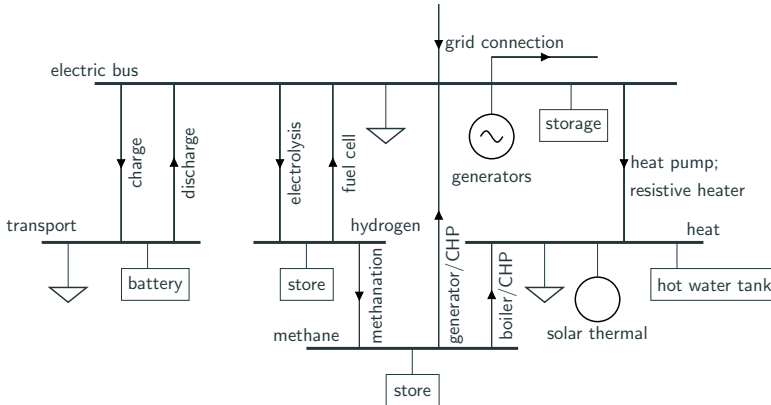 grid connection
electric bus
storage
generators
charge
discharge
electrolysis
fuel cell
heat pump;
resistive heater
transport
hydrogen
heat
battery
store
methanation
generator/CHP
boiler/CHP
hot water tank
solar thermal
methane
store